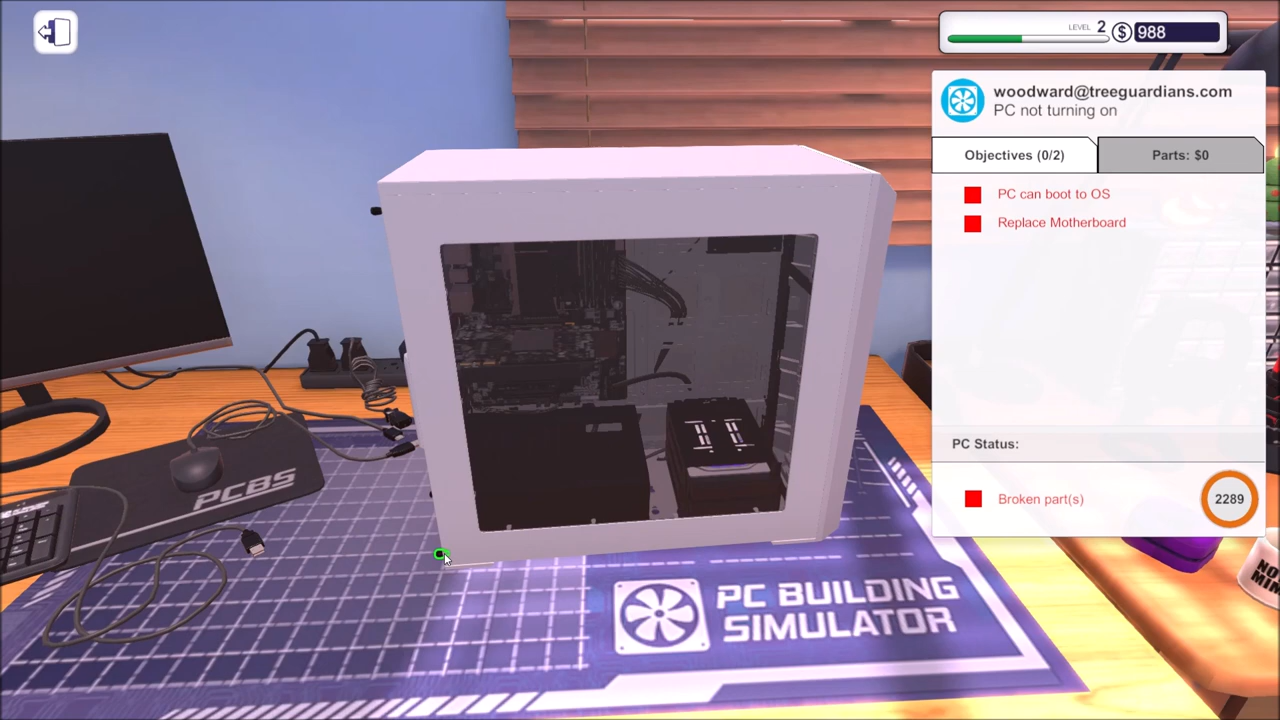 LEVEL 2 $ 988
woodward@treeguardians.com
PC not turning on
Objectives (0/2)
Parts: $0
PC can boot to OS
Replace Motherboard
PC Status:
Broken part(s)
2289
PCBS
PC BUILDING
SIMULATOR